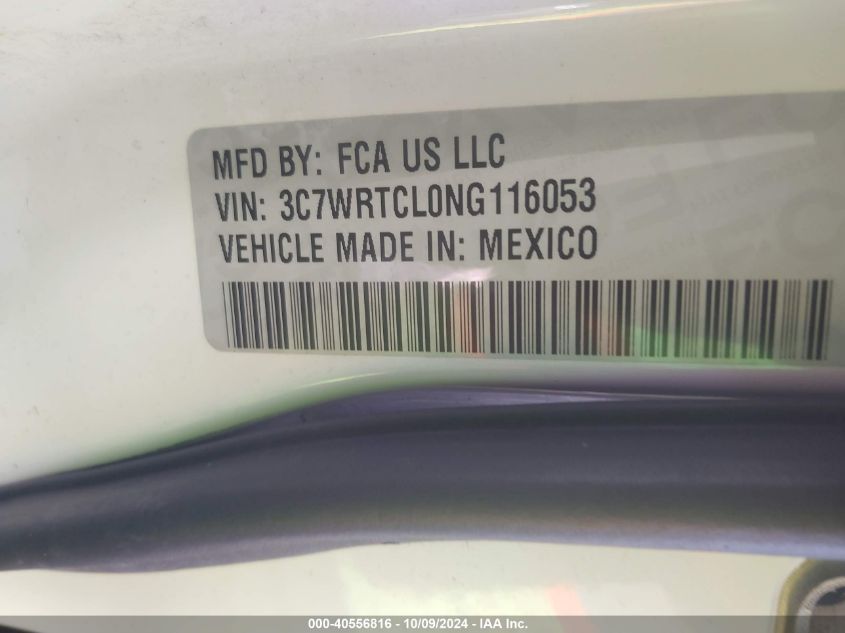 MFD BY: FCA US LLC
VIN: 3C7WRTCL0NG116053
VEHICLE MADE IN: MEXICO
000-40556816 - 10/09/2024 - IAA Inc.